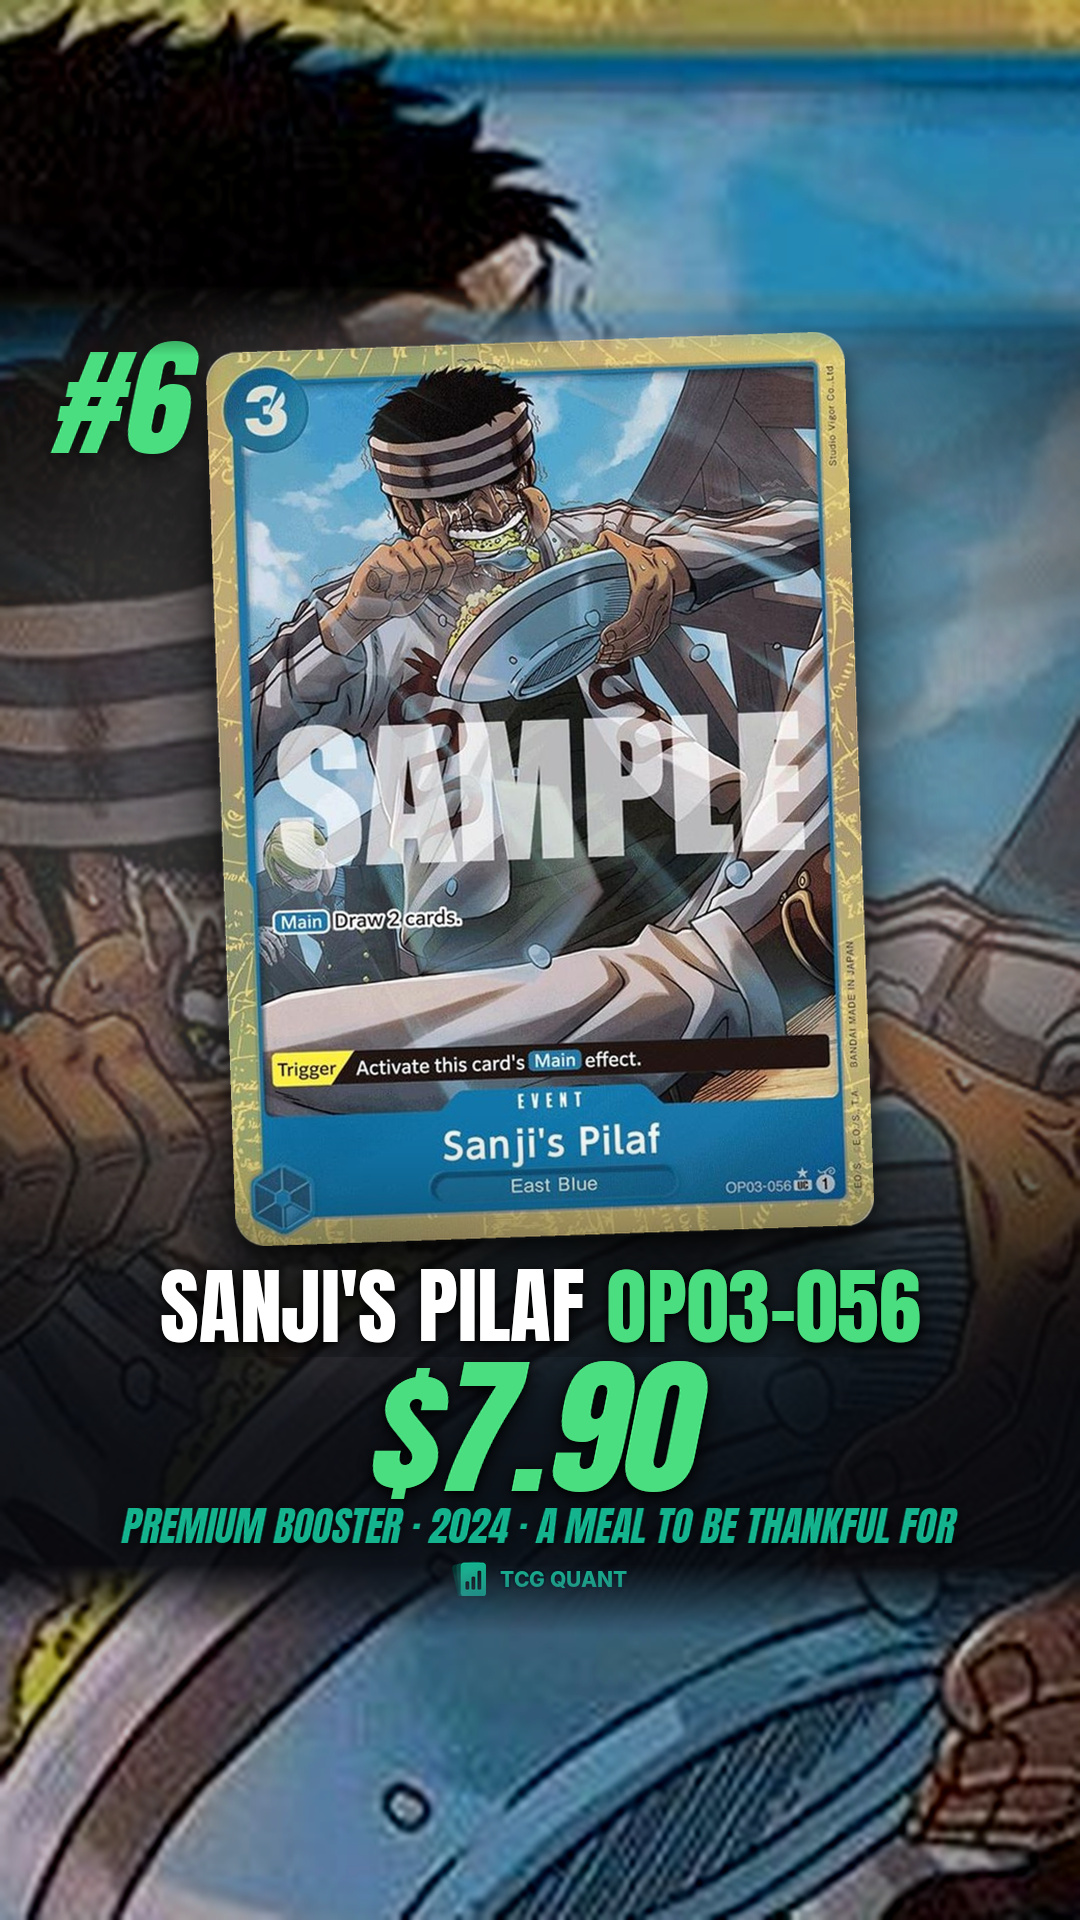 #6
3
Studio Vigor Co.,Ltd
SAMPLE
Main Draw 2 cards.
BANDAI MADE IN JAPAN
Trigger Activate this card's Main effect.
EVENT
Sanji's Pilaf
East Blue
OP03-056 UC 1
SANJI'S PILAF OP03-056
$7.90
PREMIUM BOOSTER · 2024 · A MEAL TO BE THANKFUL FOR
TCG QUANT